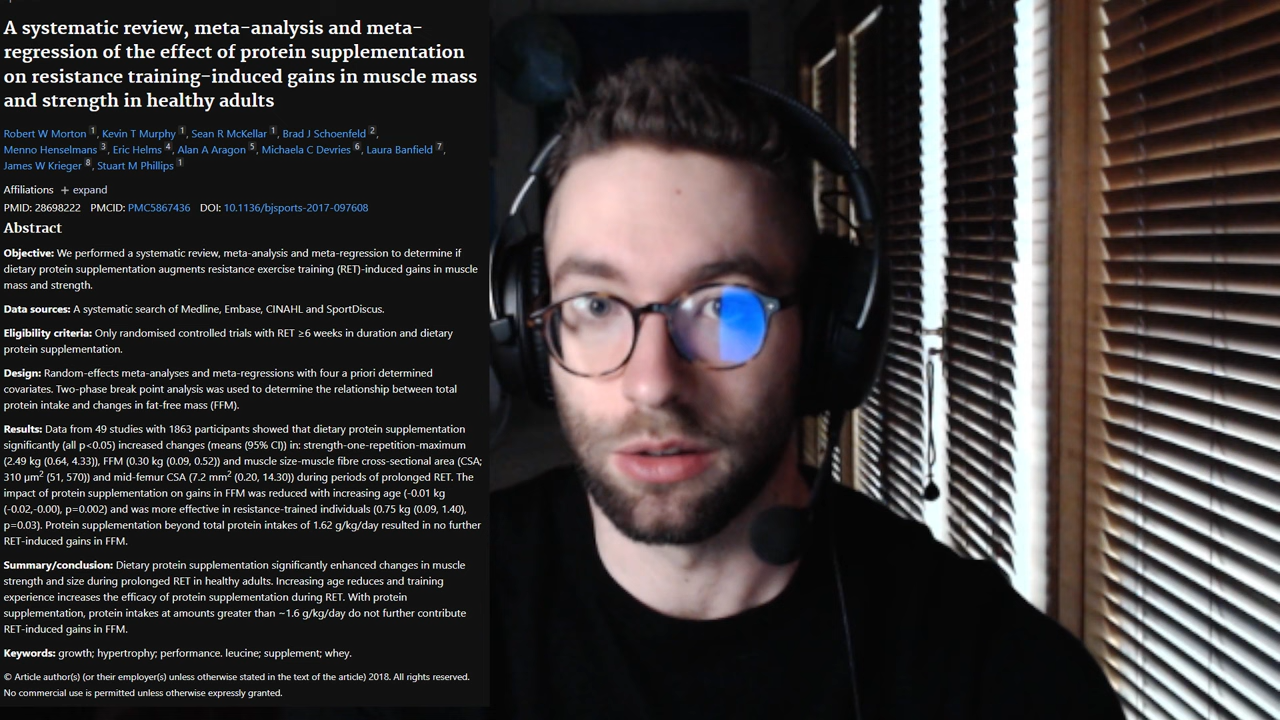 A systematic review, meta-analysis and meta-
regression of the effect of protein supplementation
on resistance training-induced gains in muscle mass
and strength in healthy adults
Robert W Morton 1, Kevin T Murphy 1, Sean R McKellar 1, Brad J Schoenfeld 2,
Menno Henselmans 3, Eric Helms 4, Alan A Aragon 5, Michaela C Devries 6, Laura Banfield 7,
James W Krieger 8, Stuart M Phillips 1
Affiliations + expand
PMID: 28698222 PMCID: PMC5867436 DOI: 10.1136/bjsports-2017-097608
Abstract
Objective: We performed a systematic review, meta-analysis and meta-regression to determine if
dietary protein supplementation augments resistance exercise training (RET)-induced gains in muscle
mass and strength.
Data sources: A systematic search of Medline, Embase, CINAHL and SportDiscus.
Eligibility criteria: Only randomised controlled trials with RET ≥6 weeks in duration and dietary
protein supplementation.
Design: Random-effects meta-analyses and meta-regressions with four a priori determined
covariates. Two-phase break point analysis was used to determine the relationship between total
protein intake and changes in fat-free mass (FFM).
Results: Data from 49 studies with 1863 participants showed that dietary protein supplementation
significantly (all p<0.05) increased changes (means (95% CI)) in: strength-one-repetition-maximum
(2.49 kg (0.64, 4.33)), FFM (0.30 kg (0.09, 0.52)) and muscle size-muscle fibre cross-sectional area (CSA;
310 µm² (51, 570)) and mid-femur CSA (7.2 mm² (0.20, 14.30)) during periods of prolonged RET. The
impact of protein supplementation on gains in FFM was reduced with increasing age (-0.01 kg
(-0.02,-0.00), p=0.002) and was more effective in resistance-trained individuals (0.75 kg (0.09, 1.40),
p=0.03). Protein supplementation beyond total protein intakes of 1.62 g/kg/day resulted in no further
RET-induced gains in FFM.
Summary/conclusion: Dietary protein supplementation significantly enhanced changes in muscle
strength and size during prolonged RET in healthy adults. Increasing age reduces and training
experience increases the efficacy of protein supplementation during RET. With protein
supplementation, protein intakes at amounts greater than ~1.6 g/kg/day do not further contribute
RET-induced gains in FFM.
Keywords: growth; hypertrophy; performance. leucine; supplement; whey.
© Article author(s) (or their employer(s) unless otherwise stated in the text of the article) 2018. All rights reserved.
No commercial use is permitted unless otherwise expressly granted.